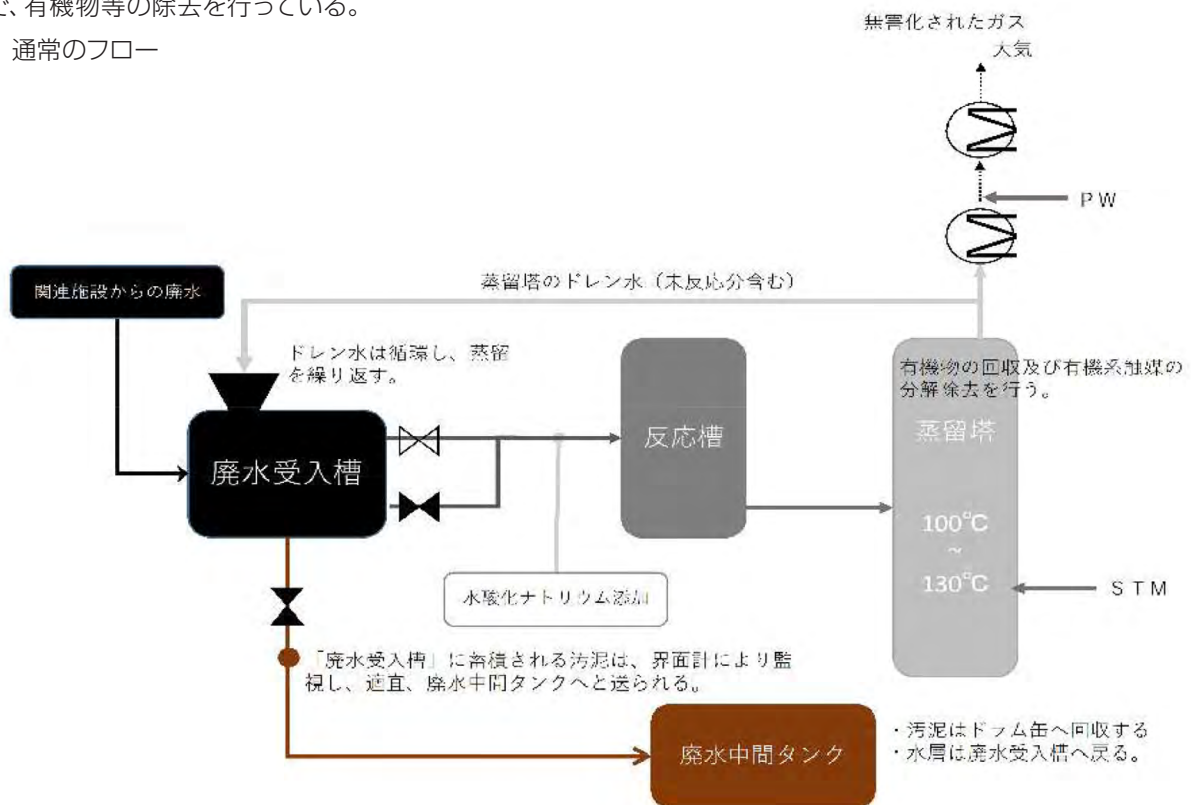 で、有機物等の除去を行っている。
通常のフロー
無害化されたガス
大気
PW
関連施設からの廃水
蒸留塔のドレン水（未反応分含む）
ドレン水は循環し、蒸留
を繰り返す。
廃水受入槽
反応槽
有機物の回収及び有機系触媒の
分解除去を行う。
蒸留塔
100℃
~
130℃
STM
水酸化ナトリウム添加
「廃水受入槽」に蓄積される汚泥は、界面計により監
視し、適宜、廃水中間タンクへと送られる。
廃水中間タンク
・汚泥はドラム缶へ回収する
・水層は廃水受入槽へ戻る。